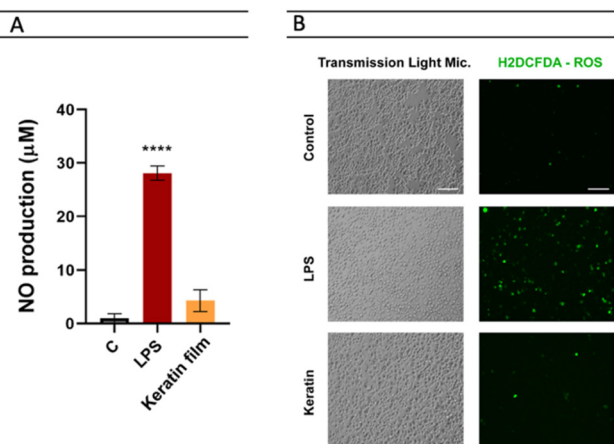 A
NO production (μM)
40
30
20
10
0
****
C
LPS
Keratin film
B
Transmission Light Mic.
H2DCFDA - ROS
Control
LPS
Keratin